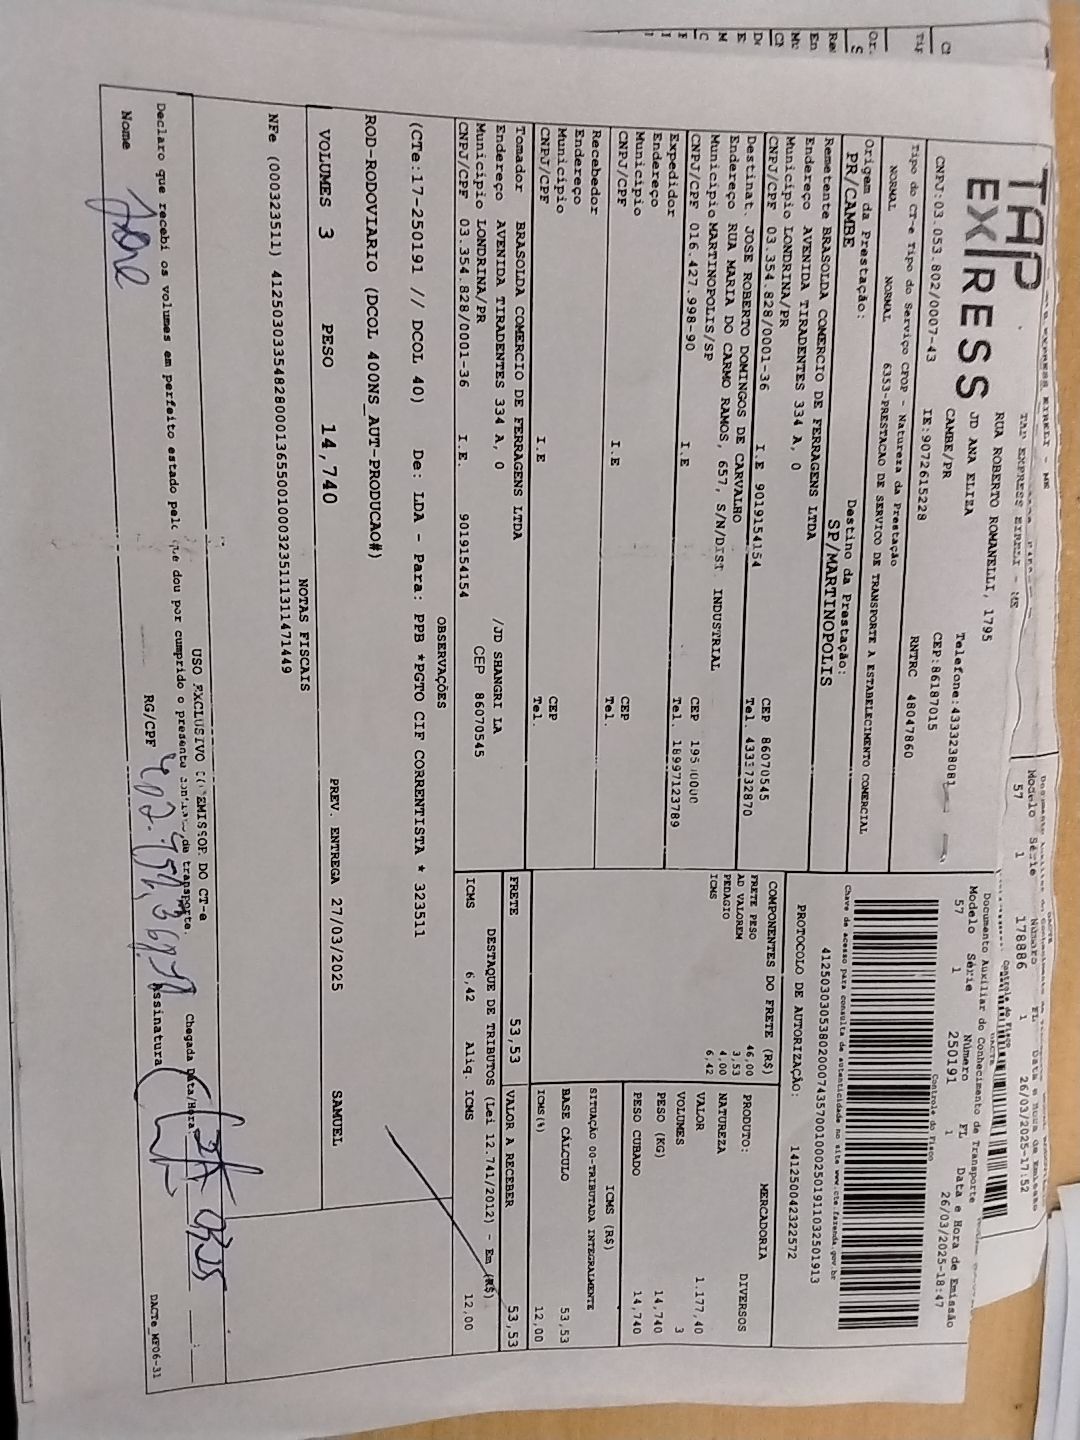 TAP EXPRESS EIRELI - ME
TAP
EX RESS
RUA ROBERTO ROMANELLI, 1795
JD ANA ELIZA
CAMBE/PR
Telefone:4333238081
CEP:86187015
CNPJ:03.053.802/0007-43
IE:9072615228
RNTRC 48047860
Modelo Série Número FL Data e Hora de Emissão
57 1 178886 1 26/03/2025-17:52
Controle do Fisco
DACTE
Documento Auxiliar do Conhecimento de Transporte
Modelo Série Número FL Data e Hora de Emissão
57 1 250191 1 26/03/2025-18:47
Controle do Fisco
Tipo do CT-e Tipo do Serviço CFOP - Natureza da Prestação
NORMAL NORMAL 6353-PRESTACAO DE SERVICO DE TRANSPORTE A ESTABELECIMENTO COMERCIAL
Chave de acesso para consulta de autenticidade no site www.cte.fazenda.gov.br
41250303053802000743570010002501911032501913
PROTOCOLO DE AUTORIZAÇÃO: 141250042322572
Origem da Prestação: Destino da Prestação:
PR/CAMBE SP/MARTINOPOLIS
Remetente BRASOLDA COMERCIO DE FERRAGENS LTDA
Endereço AVENIDA TIRADENTES 334 A, 0
Município LONDRINA/PR CEP 86070545
CNPJ/CPF 03.354.828/0001-36 I.E 9019154154 Tel.
Destinat. JOSE ROBERTO DOMINGOS DE CARVALHO
Endereço RUA MARIA DO CARMO RAMOS, 657, S/N/DIST INDUSTRIAL
Município MARTINOPOLIS/SP CEP
CNPJ/CPF 016.427.998-90 I.E Tel. 18997123789
Expedidor
Endereço
Município CEP
CNPJ/CPF I.E Tel.
Recebedor
Endereço
Município CEP
CNPJ/CPF I.E Tel.
Tomador BRASOLDA COMERCIO DE FERRAGENS LTDA
Endereço AVENIDA TIRADENTES 334 A, 0 /JD SHANGRI LA
Município LONDRINA/PR CEP 86070545
CNPJ/CPF 03.354.828/0001-36 I.E. 9019154154
COMPONENTES DO FRETE (R$)
FRETE PESO 46,00
AD VALOREM 3,53
PEDAGIO 4,00
ICMS 6,42
MERCADORIA
PRODUTO: DIVERSOS
NATUREZA
VALOR 1.177,40
VOLUMES 3
PESO (KG) 14,740
PESO CUBADO 14,740
ICMS (R$)
SITUAÇÃO 00-TRIBUTADA INTEGRALMENTE
BASE CÁLCULO 53,53
ICMS(%) 12,00
FRETE 53,53 VALOR A RECEBER 53,53
DESTAQUE DE TRIBUTOS (Lei 12.741/2012) - Em (R$)
ICMS 6,42 Aliq. ICMS 12,00
OBSERVAÇÕES
(CTe:17-250191 // DCOL 40) De: LDA - Para: PPB *PGTO CIF CORRENTISTA * 323511
ROD-RODOVIARIO (DCOL 400NS_AUT-PRODUCAO#)
VOLUMES 3 PESO 14,740 PREV. ENTREGA 27/03/2025 SAMUEL
NOTAS FISCAIS
NFe (000323511) 41250303354828000136550010003235111311471449
USO EXCLUSIVO DO EMISSOR DO CT-e
Declaro que recebi os volumes em perfeito estado pelo que dou por cumprido o presente contrato de transporte.
Chegada Data/Hora
Nome RG/CPF Assinatura
DACTe_MF06-31